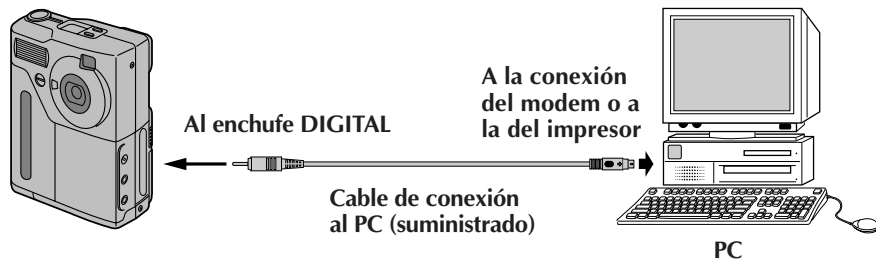 A la conexión
del modem o a
la del impresor
Al enchufe DIGITAL
Cable de conexión
al PC (suministrado)
PC